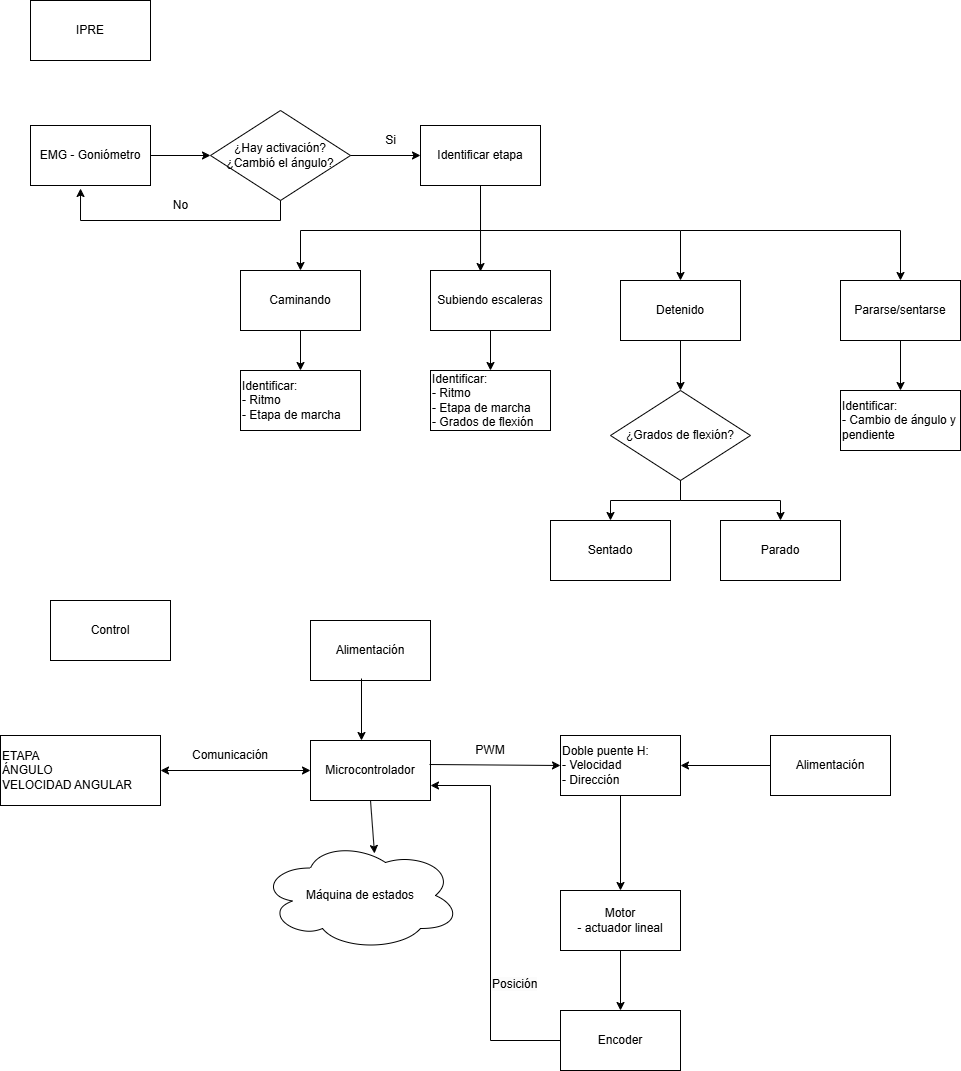 IPRE
EMG - Goniómetro
¿Hay activación?
¿Cambió el ángulo?
Si
No
Identificar etapa
Caminando
Subiendo escaleras
Detenido
Pararse/sentarse
Identificar:
- Ritmo
- Etapa de marcha
Identificar:
- Ritmo
- Etapa de marcha
- Grados de flexión
¿Grados de flexión?
Identificar:
- Cambio de ángulo y
pendiente
Sentado
Parado
Control
Alimentación
ETAPA
ÁNGULO
VELOCIDAD ANGULAR
Comunicación
Microcontrolador
PWM
Doble puente H:
- Velocidad
- Dirección
Alimentación
Máquina de estados
Motor
- actuador lineal
Posición
Encoder